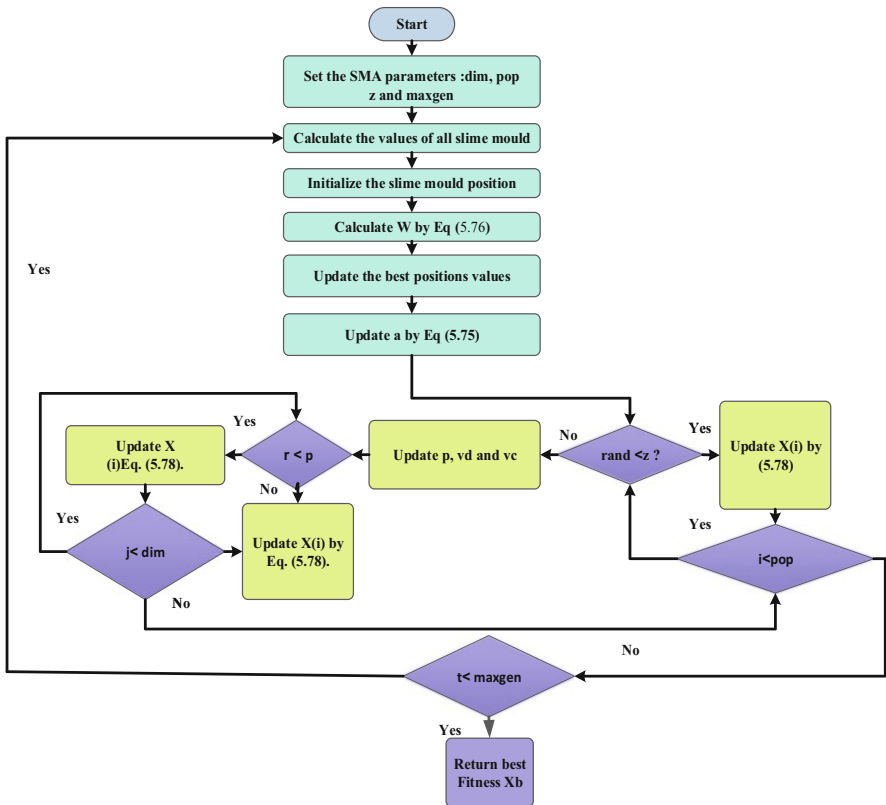 Start
Set the SMA parameters :dim, pop
z and maxgen
Calculate the values of all slime mould
Initialize the slime mould position
Calculate W by Eq (5.76)
Yes
Update the best positions values
Update a by Eq (5.75)
Yes
Update X
(i)Eq. (5.78).
r < p
Update p, vd and vc
No
rand <z ?
Yes
Update X(i) by
(5.78)
No
Yes
j< dim
Update X(i) by
Eq. (5.78).
Yes
i<pop
No
No
t< maxgen
Yes
Return best
Fitness Xb